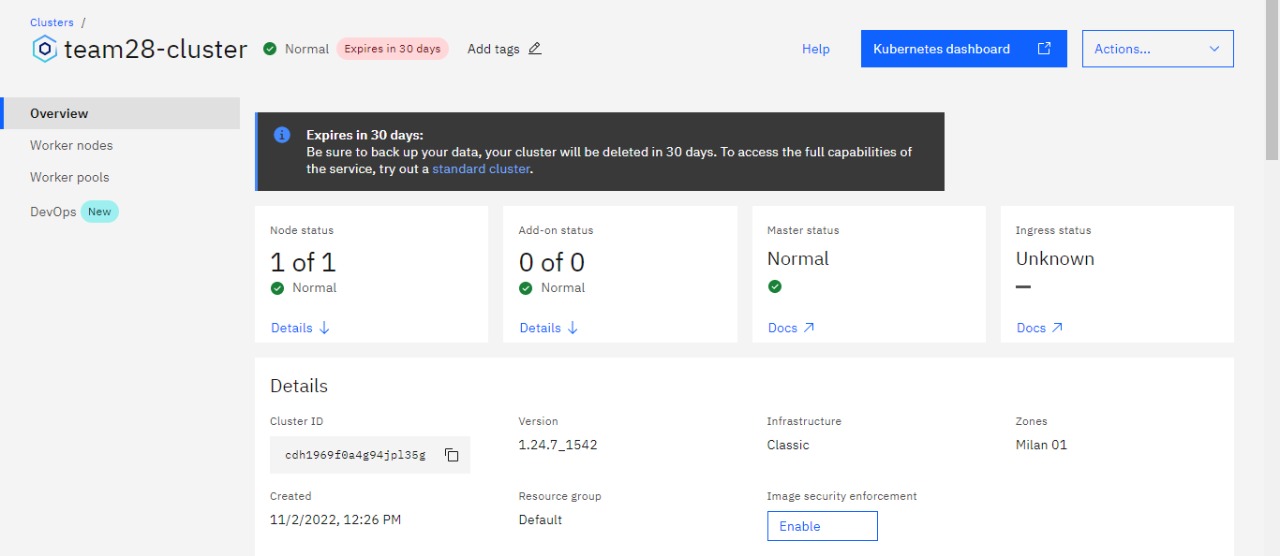 Clusters /
team28-cluster Normal Expires in 30 days Add tags Help Kubernetes dashboard Actions...
Overview
Worker nodes
Worker pools
DevOps New
Expires in 30 days:
Be sure to back up your data, your cluster will be deleted in 30 days. To access the full capabilities of
the service, try out a standard cluster.
Node status
1 of 1
Normal
Details
Add-on status
0 of 0
Normal
Details
Master status
Normal
Docs
Ingress status
Unknown
Docs
Details
Cluster ID
cdh1969f0a4g94jpl35g
Version
1.24.7_1542
Infrastructure
Classic
Zones
Milan 01
Created
11/2/2022, 12:26 PM
Resource group
Default
Image security enforcement
Enable